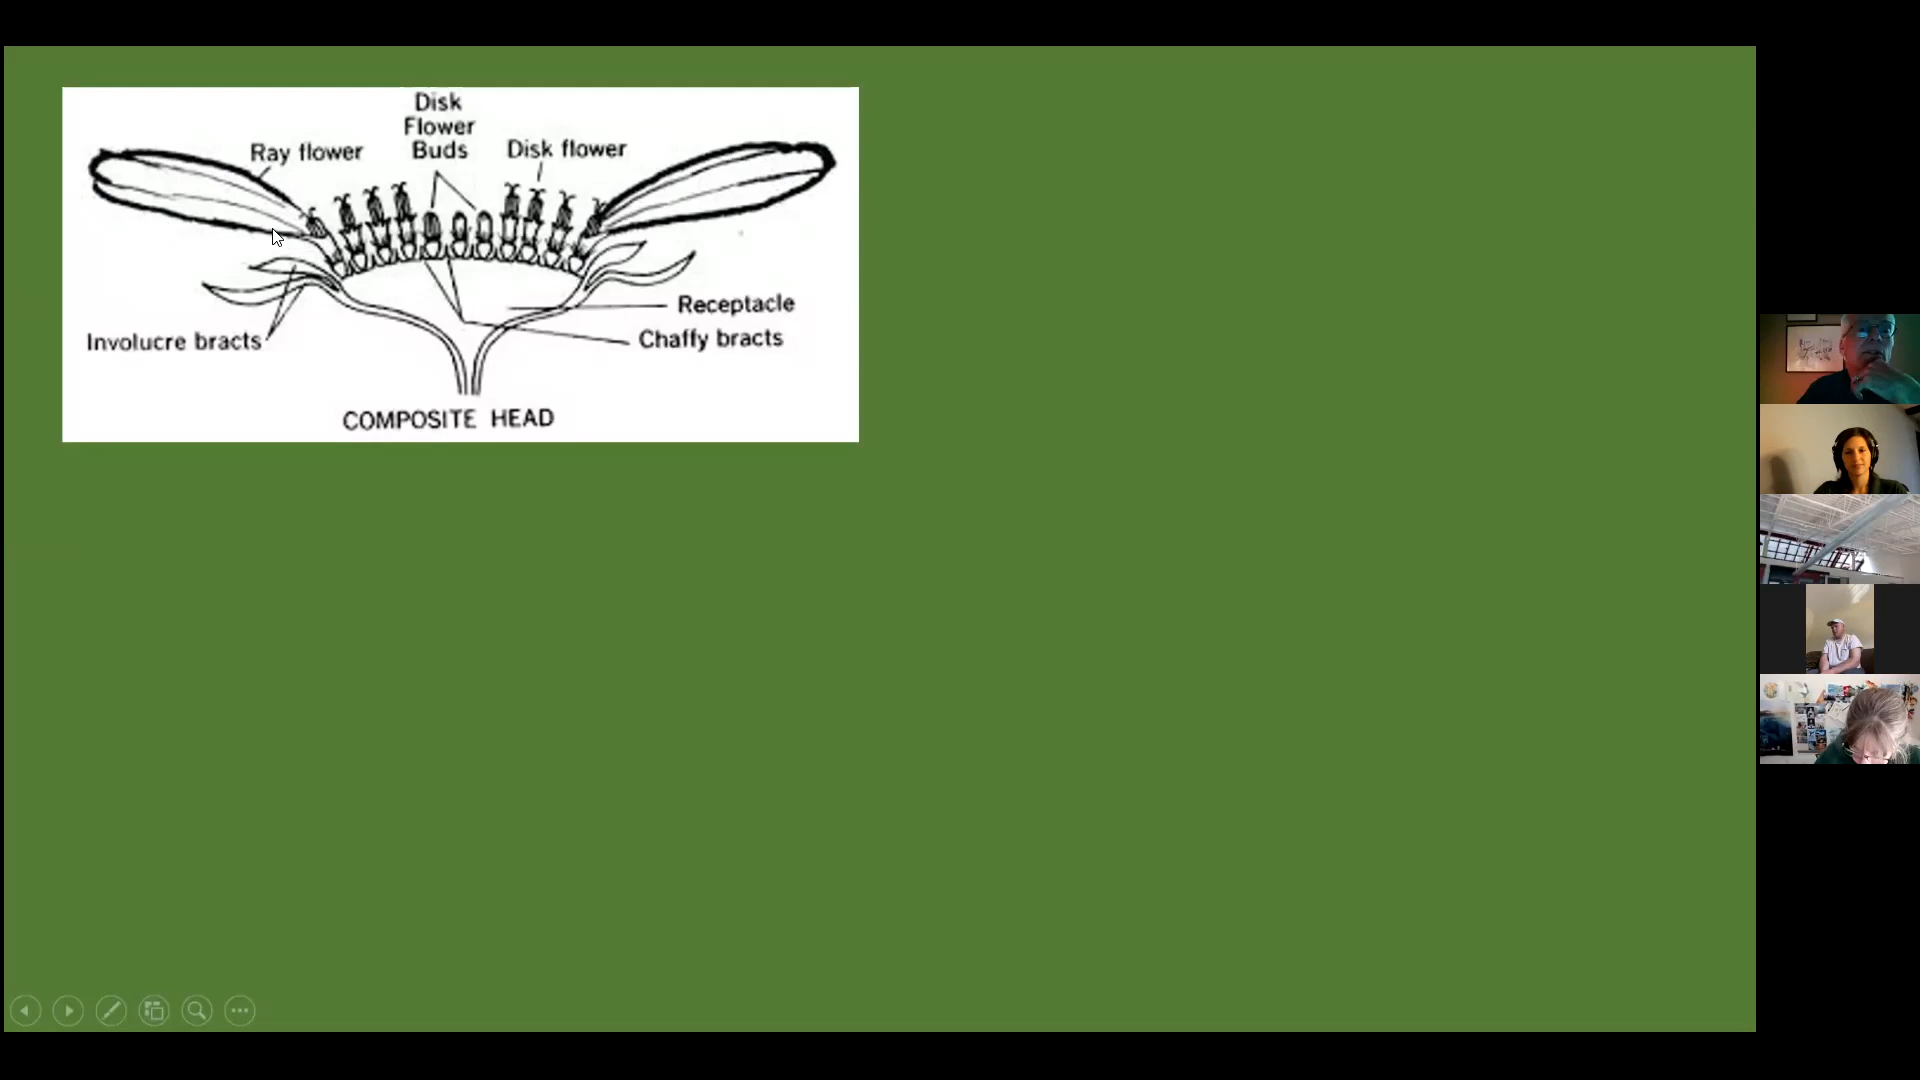 Disk
Flower
Buds
Ray flower
Disk flower
Receptacle
Chaffy bracts
Involucre bracts
COMPOSITE HEAD